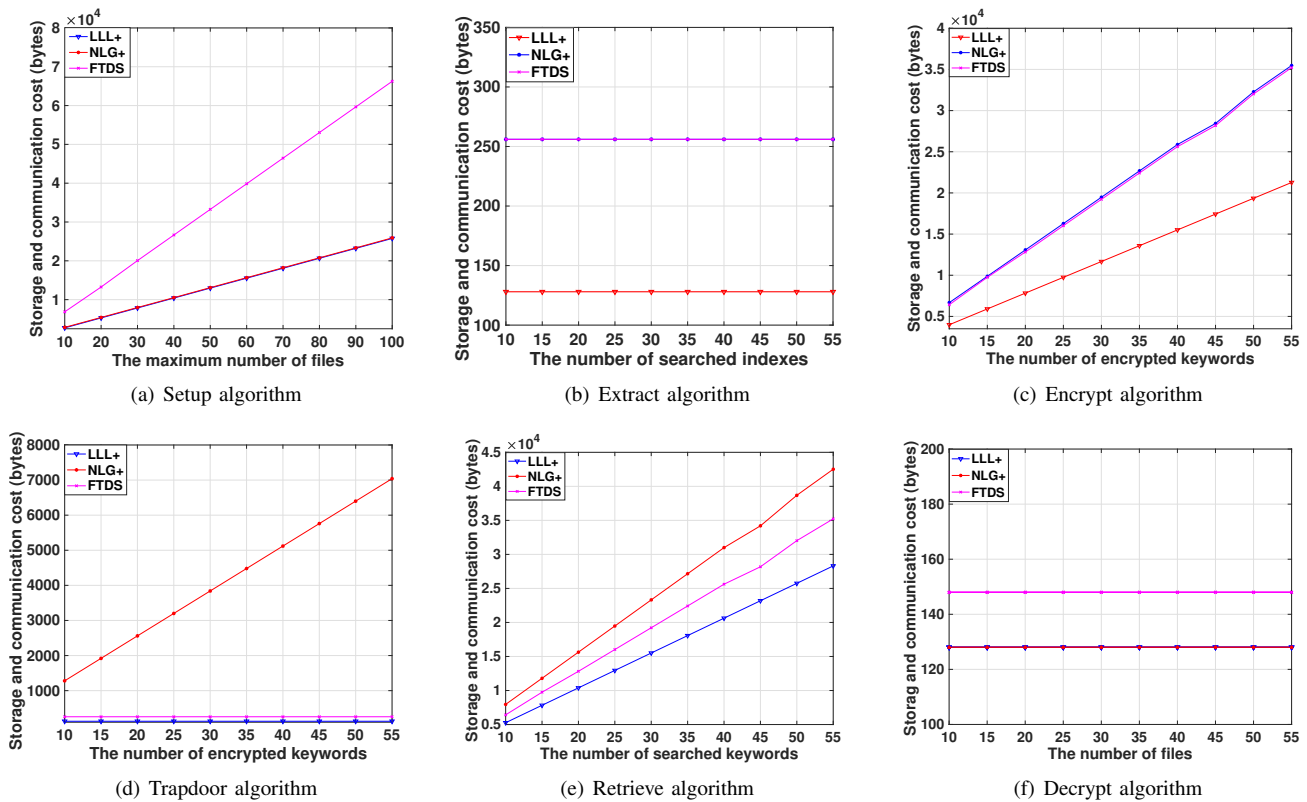 ×10⁴
8
7
6
5
4
3
2
1
Storage and communication cost (bytes)
LLL+
NLG+
FTDS
10 20 30 40 50 60 70 80 90 100
The maximum number of files
(a) Setup algorithm
350
300
250
200
150
100
Storage and communication cost (bytes)
LLL+
NLG+
FTDS
10 15 20 25 30 35 40 45 50 55
The number of searched indexes
(b) Extract algorithm
×10⁴
4
3.5
3
2.5
2
1.5
1
0.5
Storage and communication cost (bytes)
LLL+
NLG+
FTDS
10 15 20 25 30 35 40 45 50 55
The number of encrypted keywords
(c) Encrypt algorithm
8000
7000
6000
5000
4000
3000
2000
1000
Storage and communication cost (bytes)
LLL+
NLG+
FTDS
10 15 20 25 30 35 40 45 50 55
The number of encrypted keywords
(d) Trapdoor algorithm
×10⁴
4.5
4
3.5
3
2.5
2
1.5
1
0.5
Storage and communication cost (bytes)
LLL+
NLG+
FTDS
10 15 20 25 30 35 40 45 50 55
The number of searched keywords
(e) Retrieve algorithm
200
180
160
140
120
100
Storag and communication cost (bytes)
LLL+
NLG+
FTDS
10 15 20 25 30 35 40 45 50 55
The number of files
(f) Decrypt algorithm